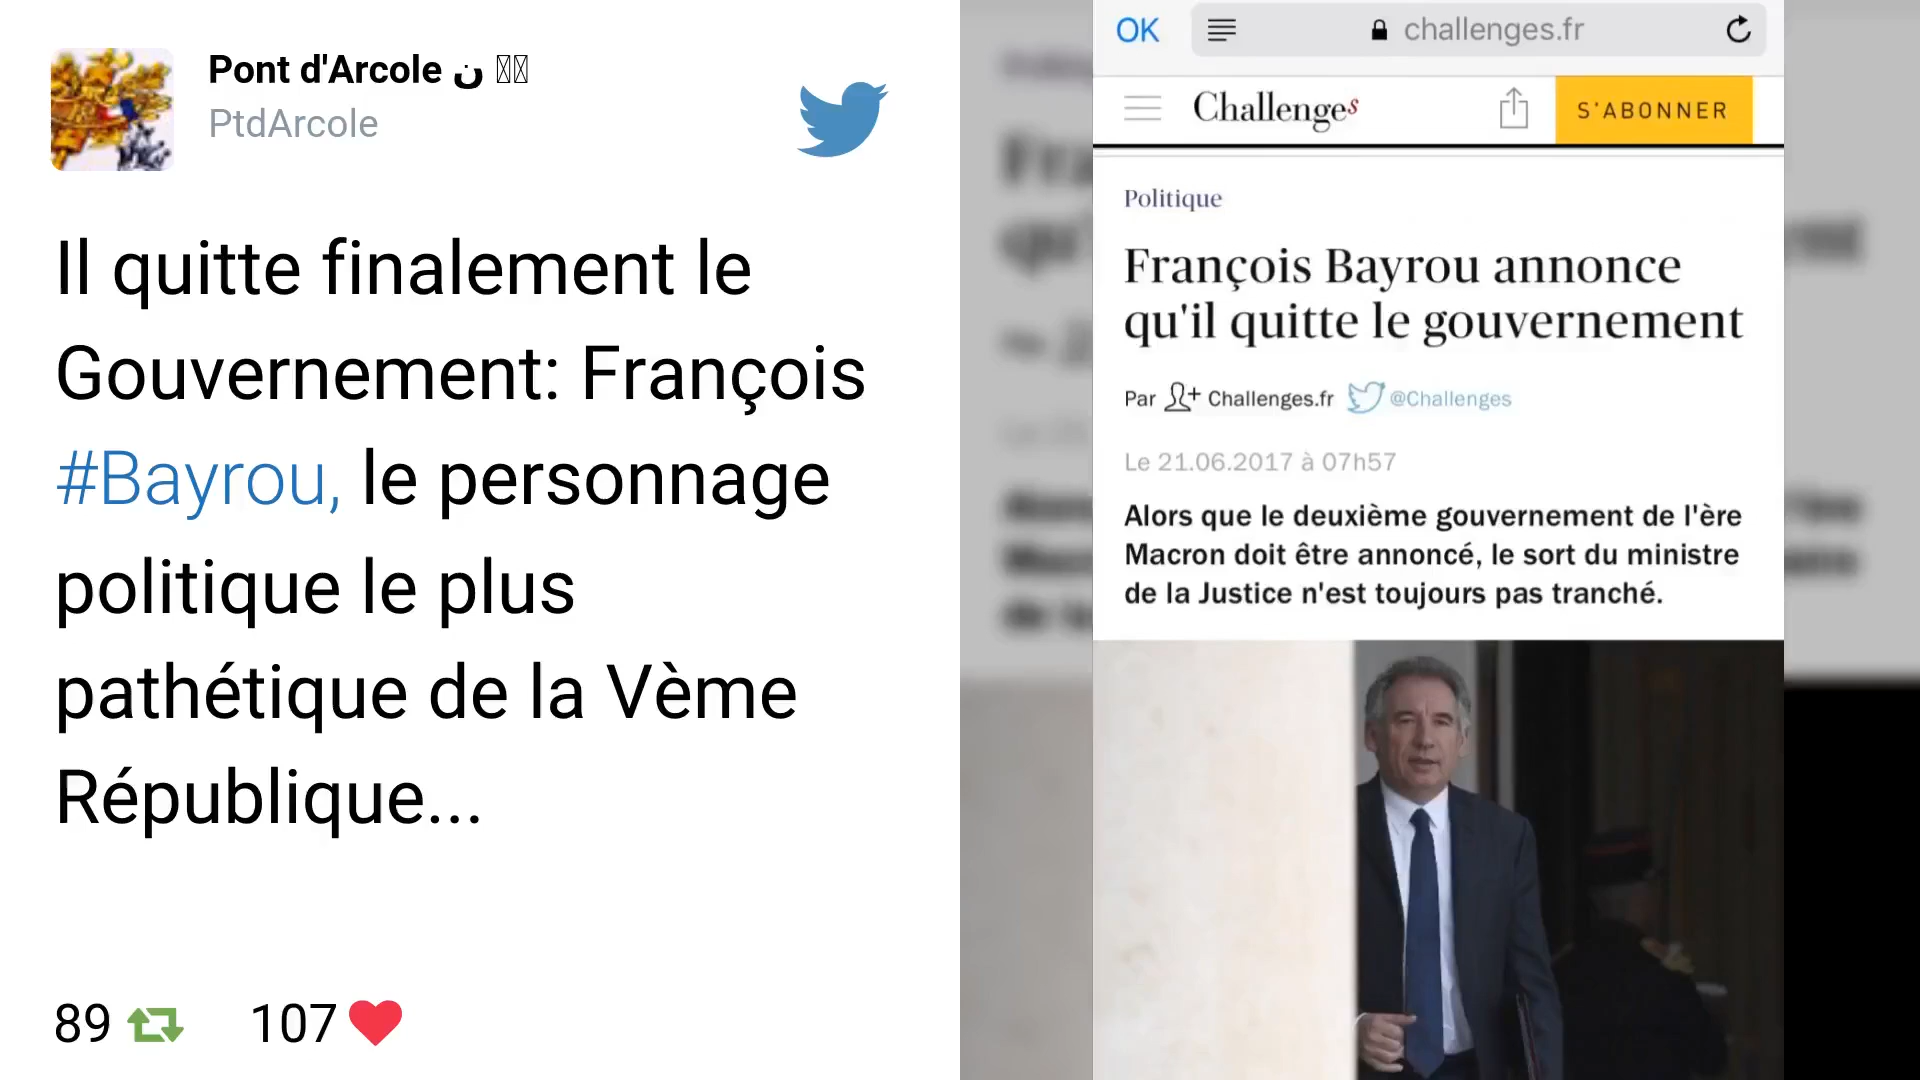 Pont d'Arcole ن
PtdArcole
Il quitte finalement le
Gouvernement: François
#Bayrou, le personnage
politique le plus
pathétique de la Vème
République...
89
107
OK
challenges.fr
Challenges
S'ABONNER
Politique
François Bayrou annonce
qu'il quitte le gouvernement
Par Challenges.fr @Challenges
Le 21.06.2017 à 07h57
Alors que le deuxième gouvernement de l'ère
Macron doit être annoncé, le sort du ministre
de la Justice n'est toujours pas tranché.